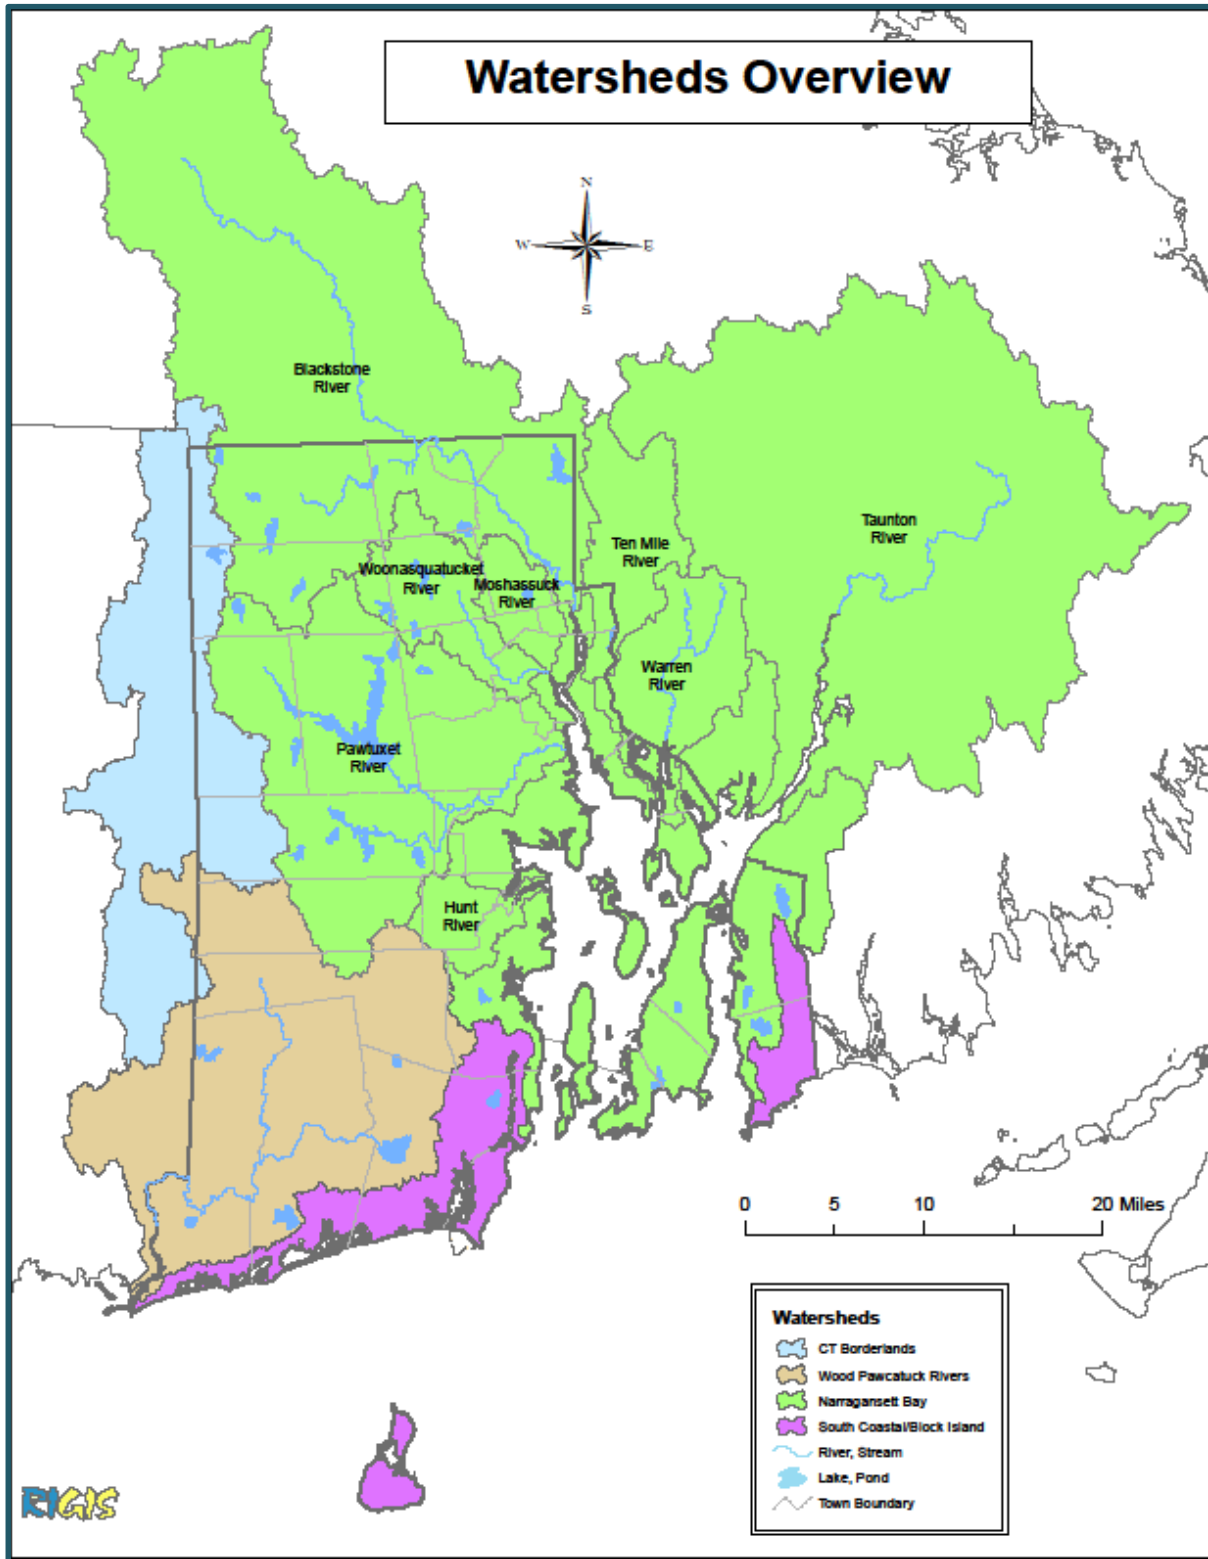 Watersheds Overview
N
W
E
S
Blackstone
River
Taunton
River
Ten Mile
River
Woonasquatucket
River
Moshassuck
River
Warren
River
Pawtuxet
River
Hunt
River
0
5
10
20 Miles
Watersheds
CT Borderlands
Wood Pawcatuck Rivers
Narragansett Bay
South Coastal/Block Island
River, Stream
Lake, Pond
Town Boundary
RIGIS